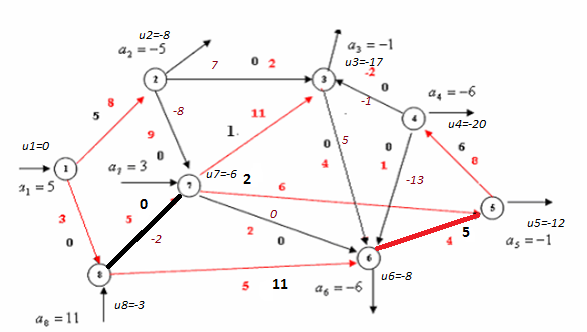 u2=-8
a₂ = -5
7
0 2
a₃ = -1
u3=-17
-2
0
-1
a₄ = -6
u4=-20
2
3
4
8
5
-8
9
0
11
1
0
5
4
0
1
6
8
-13
u1=0
1
a₁ = 5
a₇ = 3
7
u7=-6
2
6
5
u5=-12
a₅ = -1
3
0
0
5
-2
0
2
0
5
4
6
u6=-8
a₆ = -6
8
5
11
u8=-3
a₈ = 11